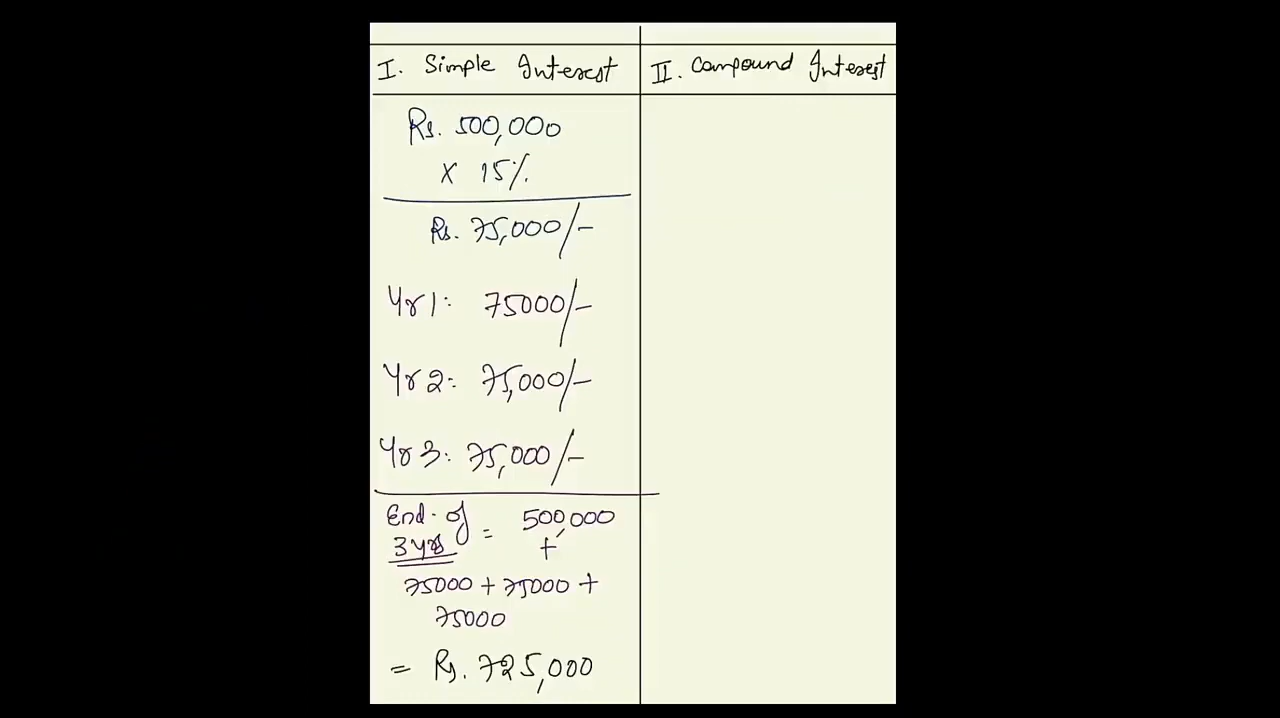 I. Simple Interest
II. Compound Interest
Rs. 500,000
x 15%
Rs. 75,000/-
Yr 1: 75000/-
Yr 2: 75,000/-
Yr 3: 75,000/-
End of = 500,000
3 yrs +
75000 + 75000 +
75000
= Rs. 725,000